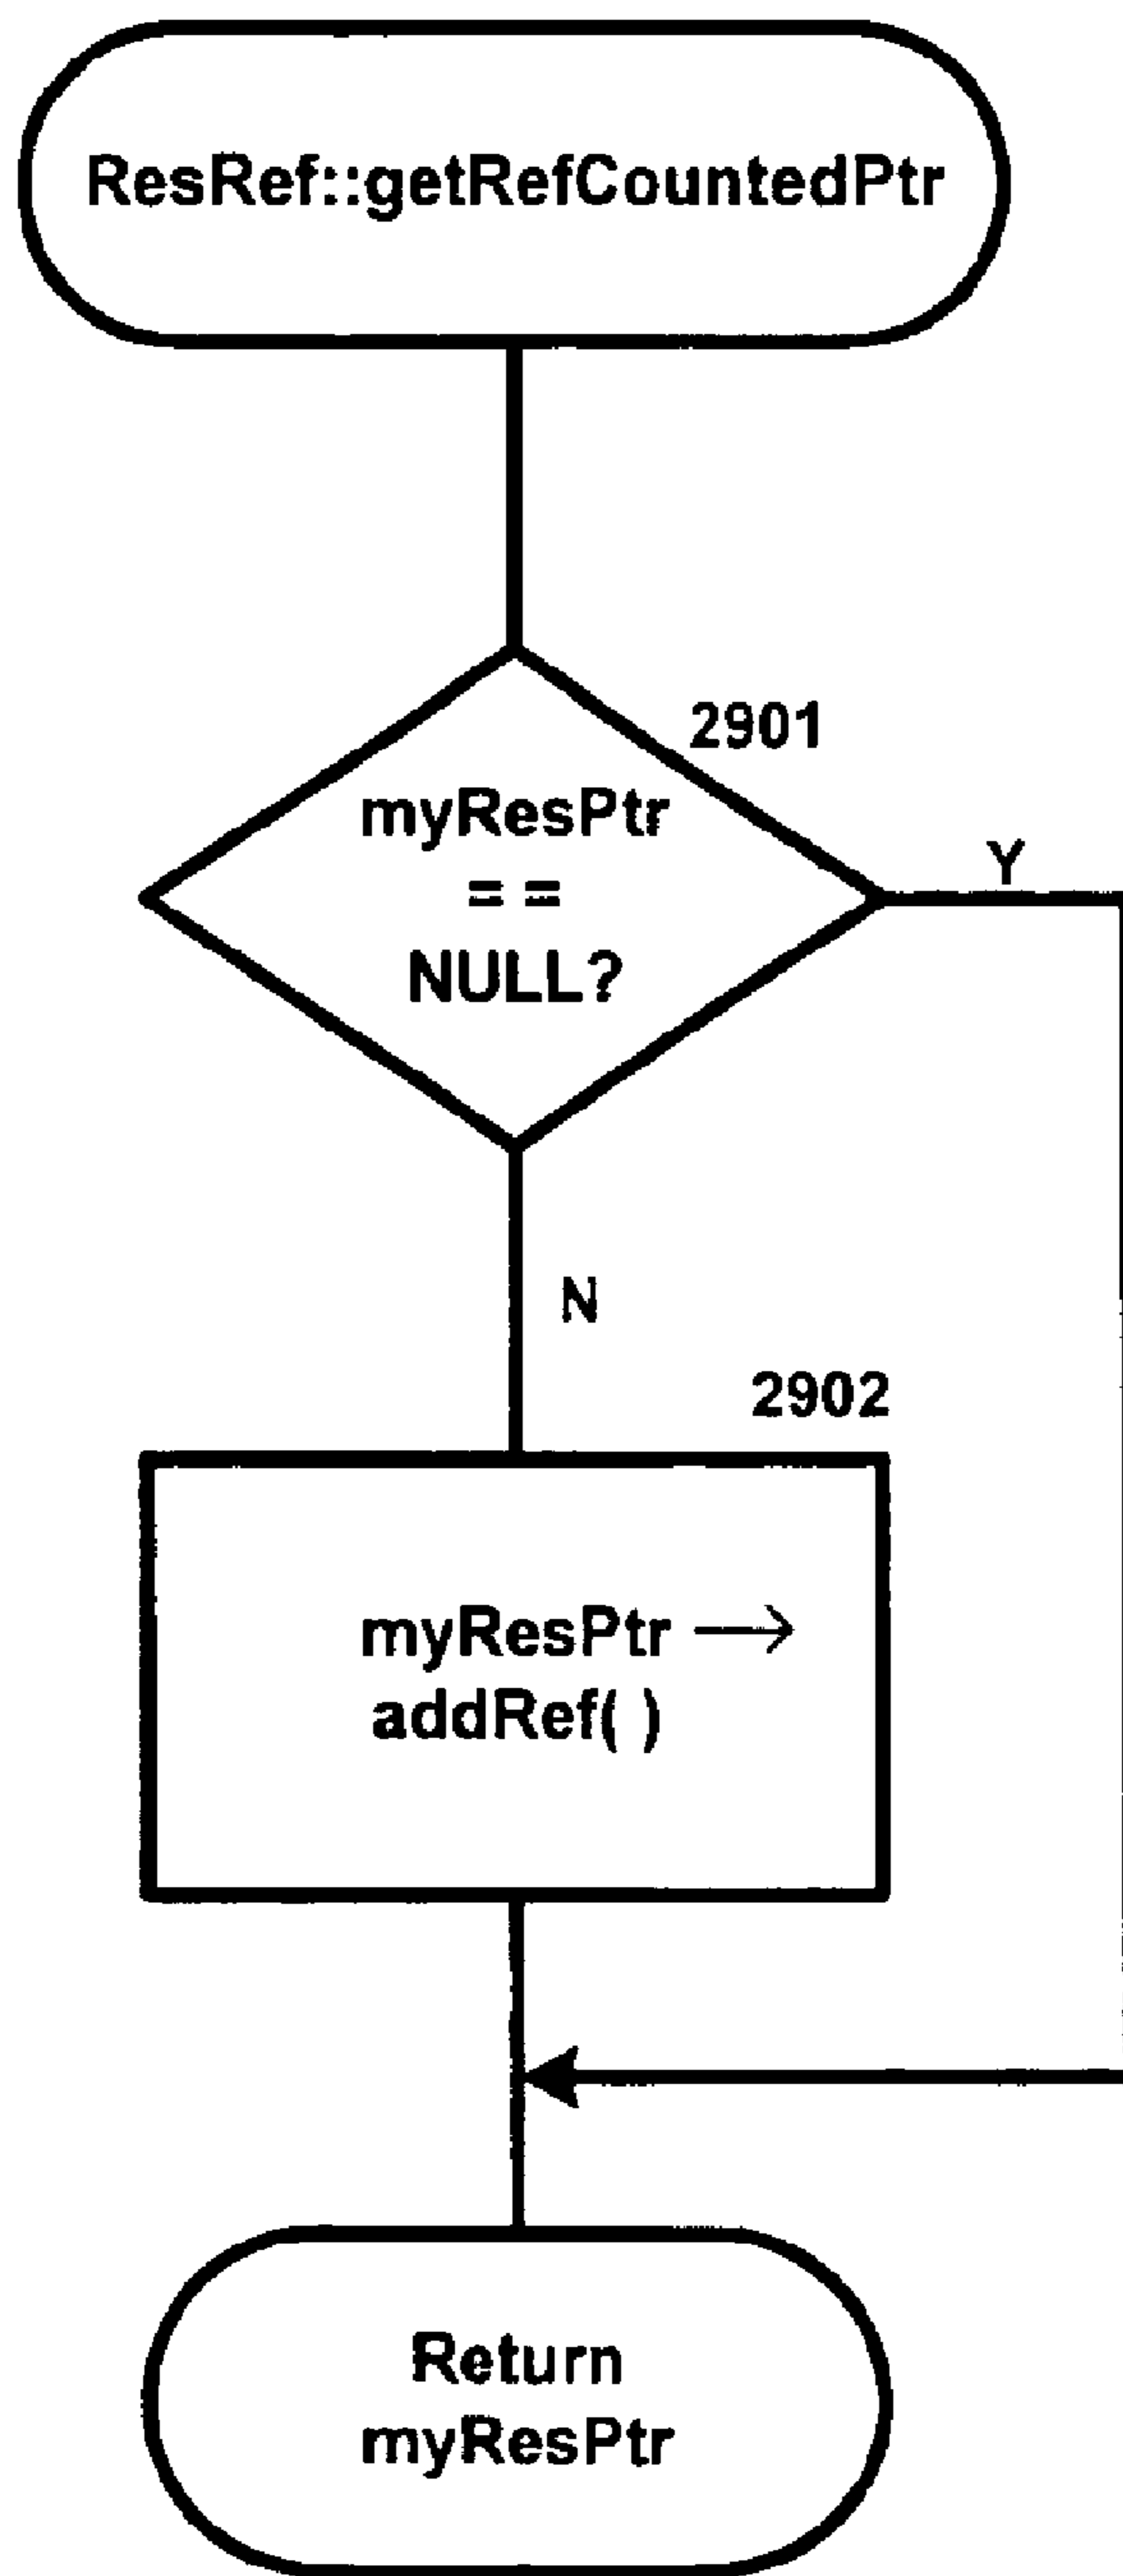 ResRef::getRefCountedPtr
2901
myResPtr
= =
NULL?
Y
N
2902
myResPtr →
addRef( )
Return
myResPtr